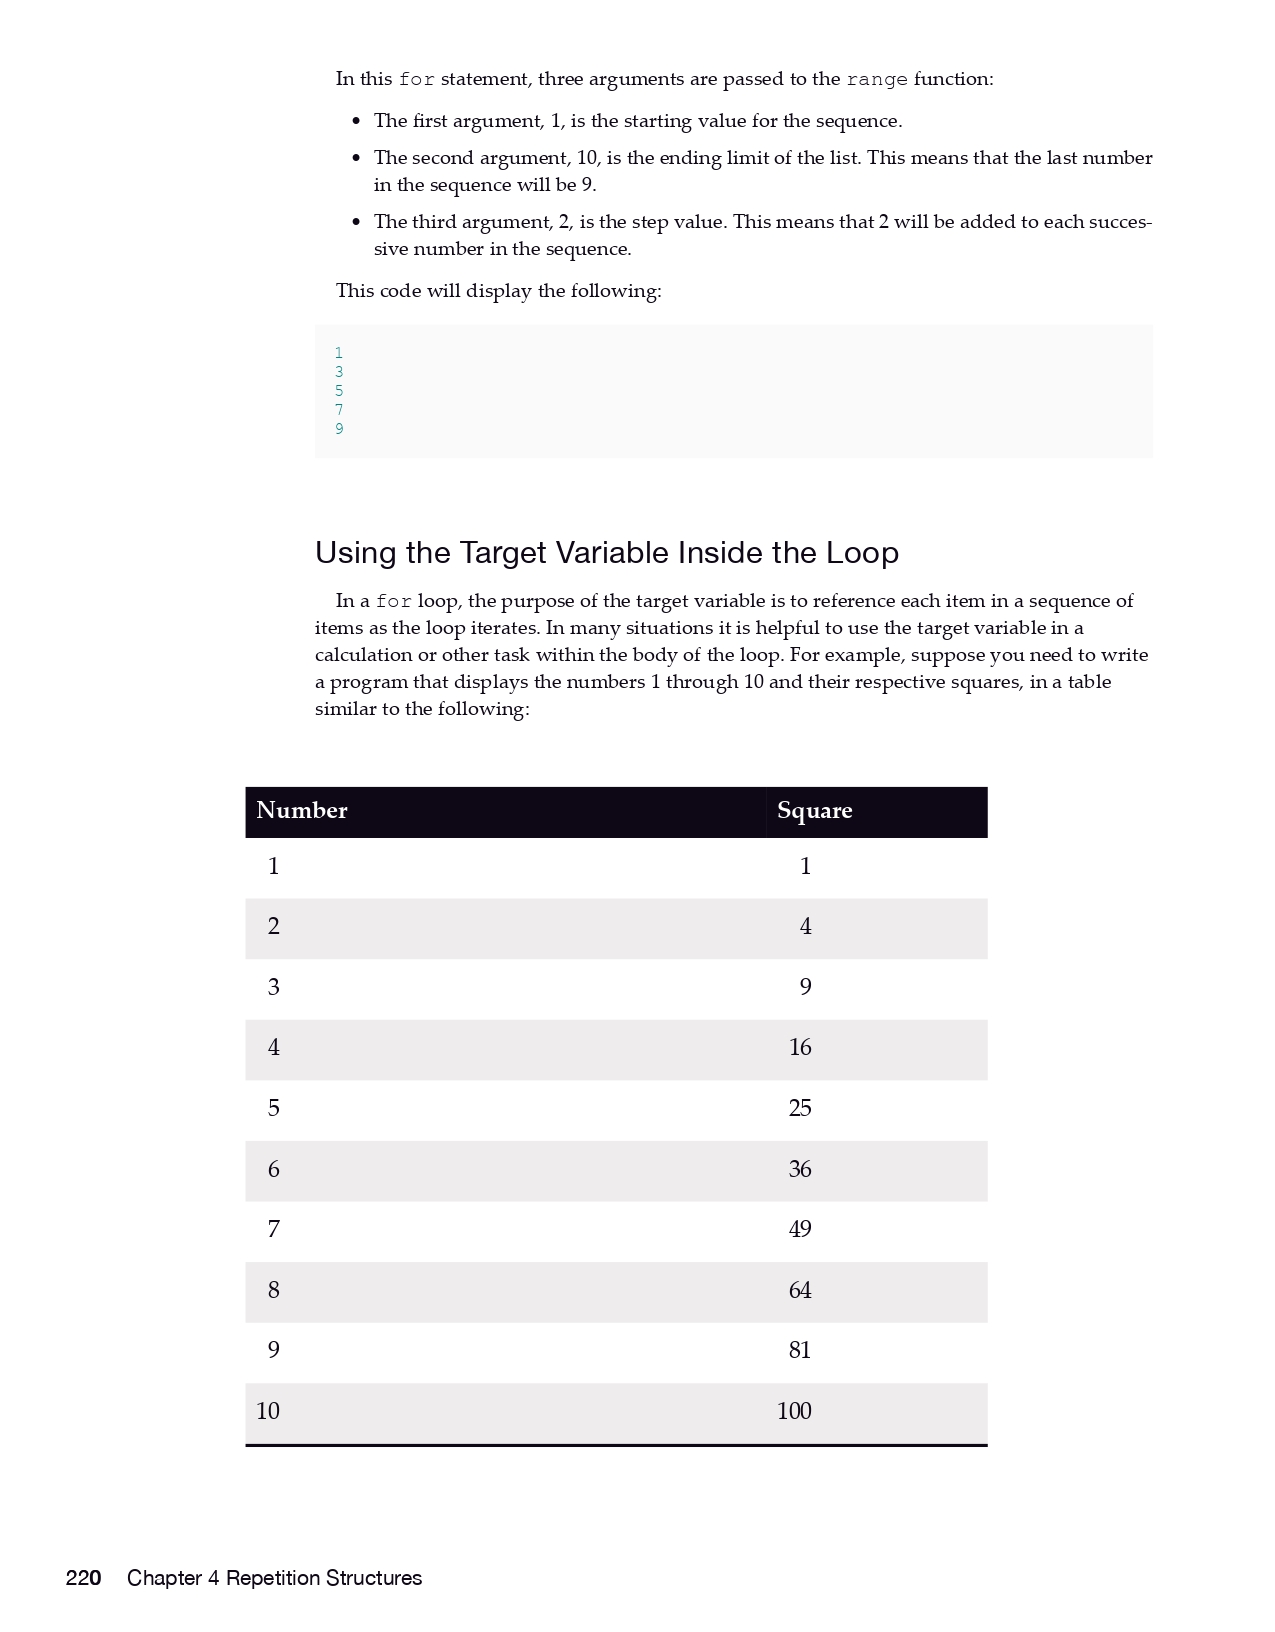 In this for statement, three arguments are passed to the range function:
• The first argument, 1, is the starting value for the sequence.
• The second argument, 10, is the ending limit of the list. This means that the last number
in the sequence will be 9.
• The third argument, 2, is the step value. This means that 2 will be added to each succes-
sive number in the sequence.
This code will display the following:
1
3
5
7
9
Using the Target Variable Inside the Loop
In a for loop, the purpose of the target variable is to reference each item in a sequence of
items as the loop iterates. In many situations it is helpful to use the target variable in a
calculation or other task within the body of the loop. For example, suppose you need to write
a program that displays the numbers 1 through 10 and their respective squares, in a table
similar to the following:
Number Square
1 1
2 4
3 9
4 16
5 25
6 36
7 49
8 64
9 81
10 100
220 Chapter 4 Repetition Structures